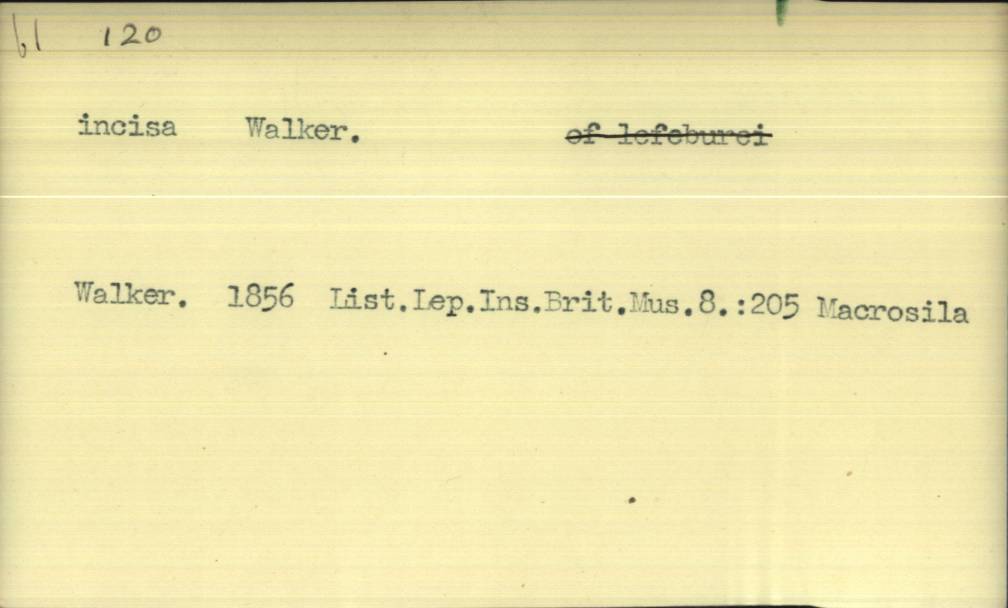 61 120
incisa Walker. of lefeburei
Walker. 1856 List.Lep.Ins.Brit.Mus.8.:205 Macrosila